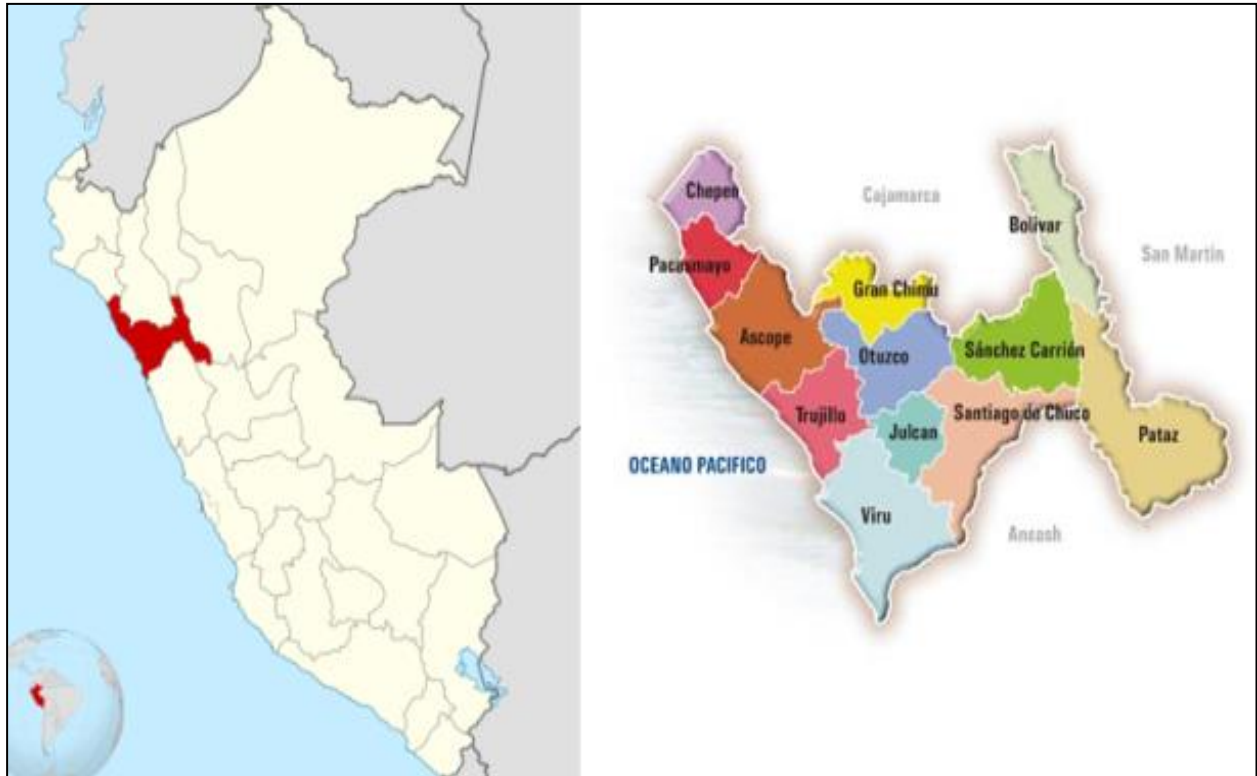 Chepen
Cajamarca
Bolivar
San Martin
Pacasmayo
Gran Chimú
Ascope
Otuzco
Sánchez Carrión
Trujillo
Julcan
Santiago de Chuco
Pataz
OCEANO PACIFICO
Viru
Ancash